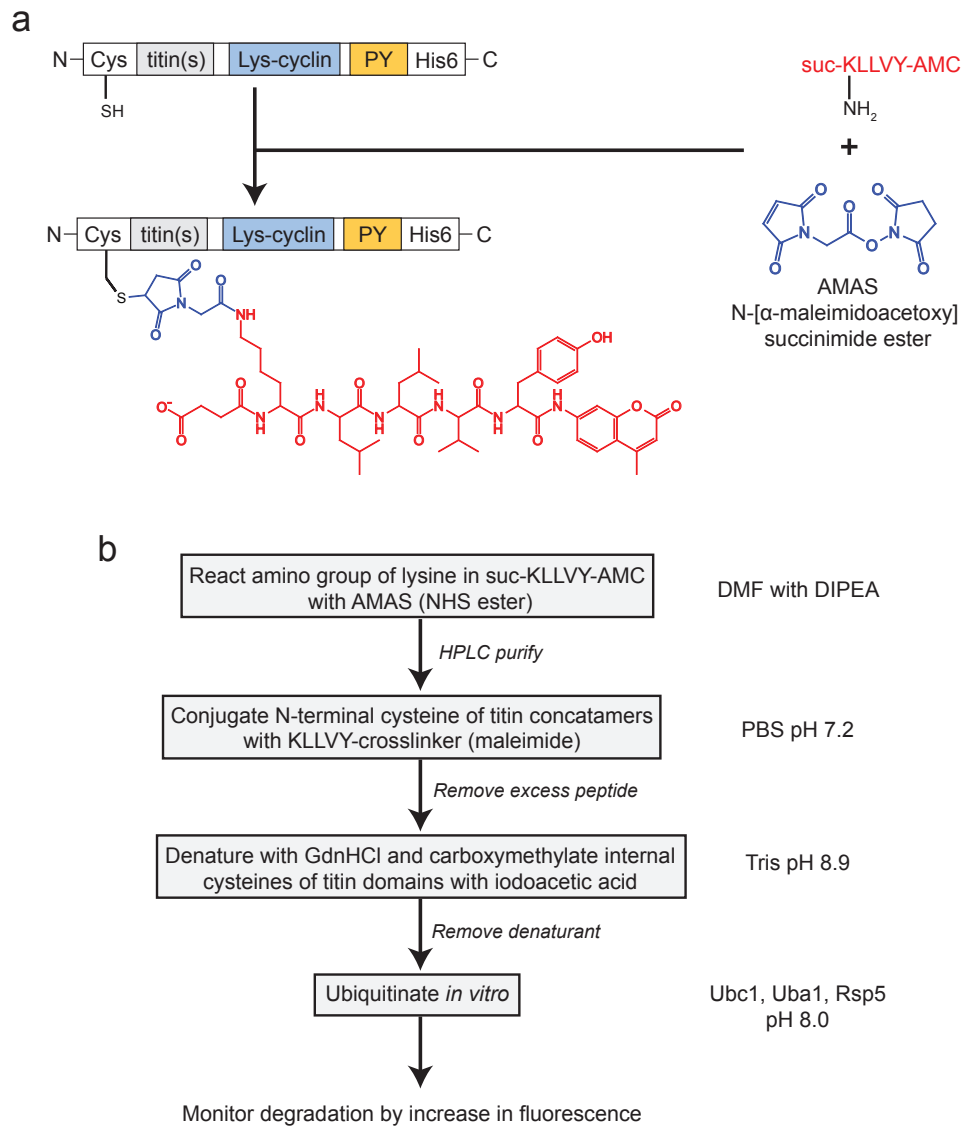 a
N Cys titin(s) Lys-cyclin PY His6 C
SH
suc-KLLVY-AMC
NH2
+
N Cys titin(s) Lys-cyclin PY His6 C
S O N O O NH
O O N O
O O O N O
AMAS
N-[α-maleimidoacetoxy]
succinimide ester
OH
O- O O N H O H N N H O H N O H N N H O H N O O O
b
React amino group of lysine in suc-KLLVY-AMC
with AMAS (NHS ester)
DMF with DIPEA
HPLC purify
Conjugate N-terminal cysteine of titin concatamers
with KLLVY-crosslinker (maleimide)
PBS pH 7.2
Remove excess peptide
Denature with GdnHCl and carboxymethylate internal
cysteines of titin domains with iodoacetic acid
Tris pH 8.9
Remove denaturant
Ubiquitinate in vitro
Ubc1, Uba1, Rsp5
pH 8.0
Monitor degradation by increase in fluorescence